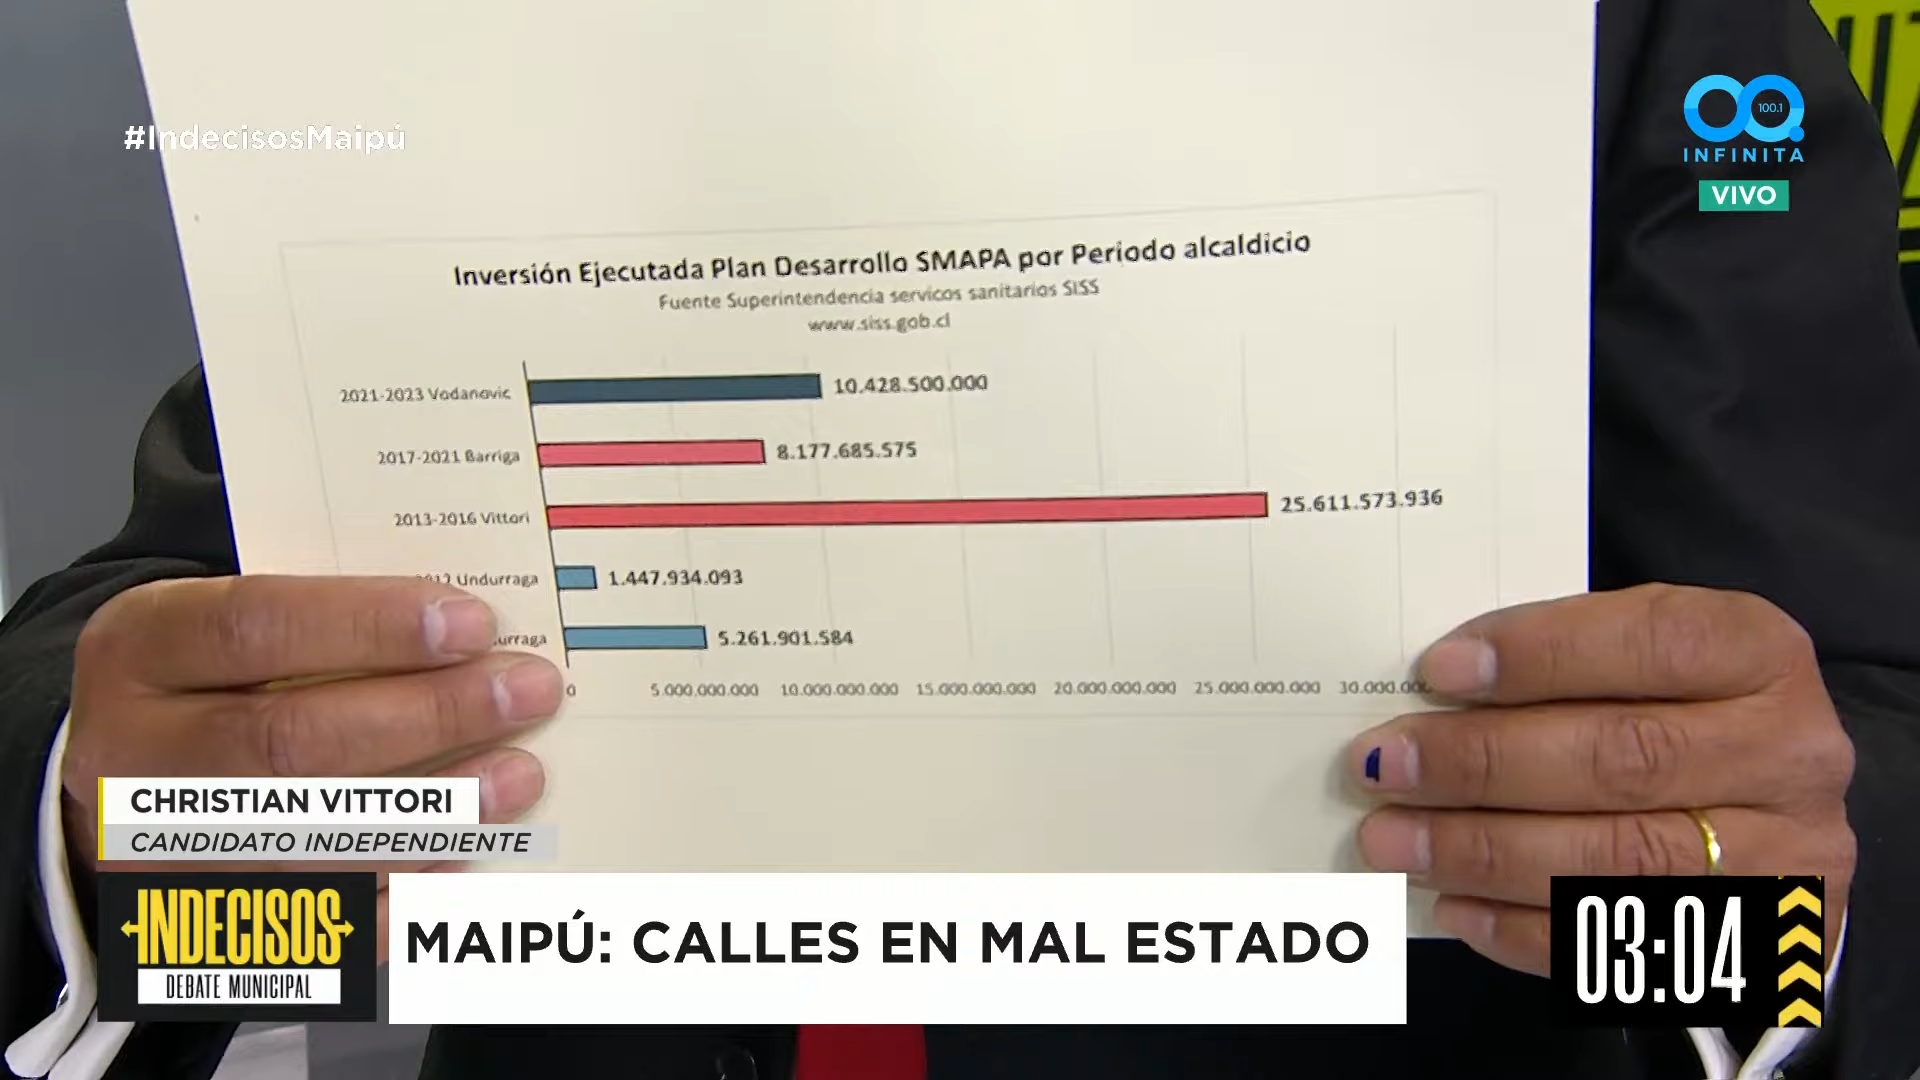 #IndecisosMaipú
100.1
INFINITA
VIVO
Inversión Ejecutada Plan Desarrollo SMAPA por Periodo alcaldicio
Fuente Superintendencia servicos sanitarios SISS
www.siss.gob.cl
2021-2023 Vodanovic 10.428.500.000
2017-2021 Barriga 8.177.685.575
2013-2016 Vittori 25.611.573.936
Undurraga 1.447.934.093
5.261.901.584
0 5.000.000.000 10.000.000.000 15.000.000.000 20.000.000.000 25.000.000.000
CHRISTIAN VITTORI
CANDIDATO INDEPENDIENTE
INDECISOS
DEBATE MUNICIPAL
MAIPÚ: CALLES EN MAL ESTADO
03:04